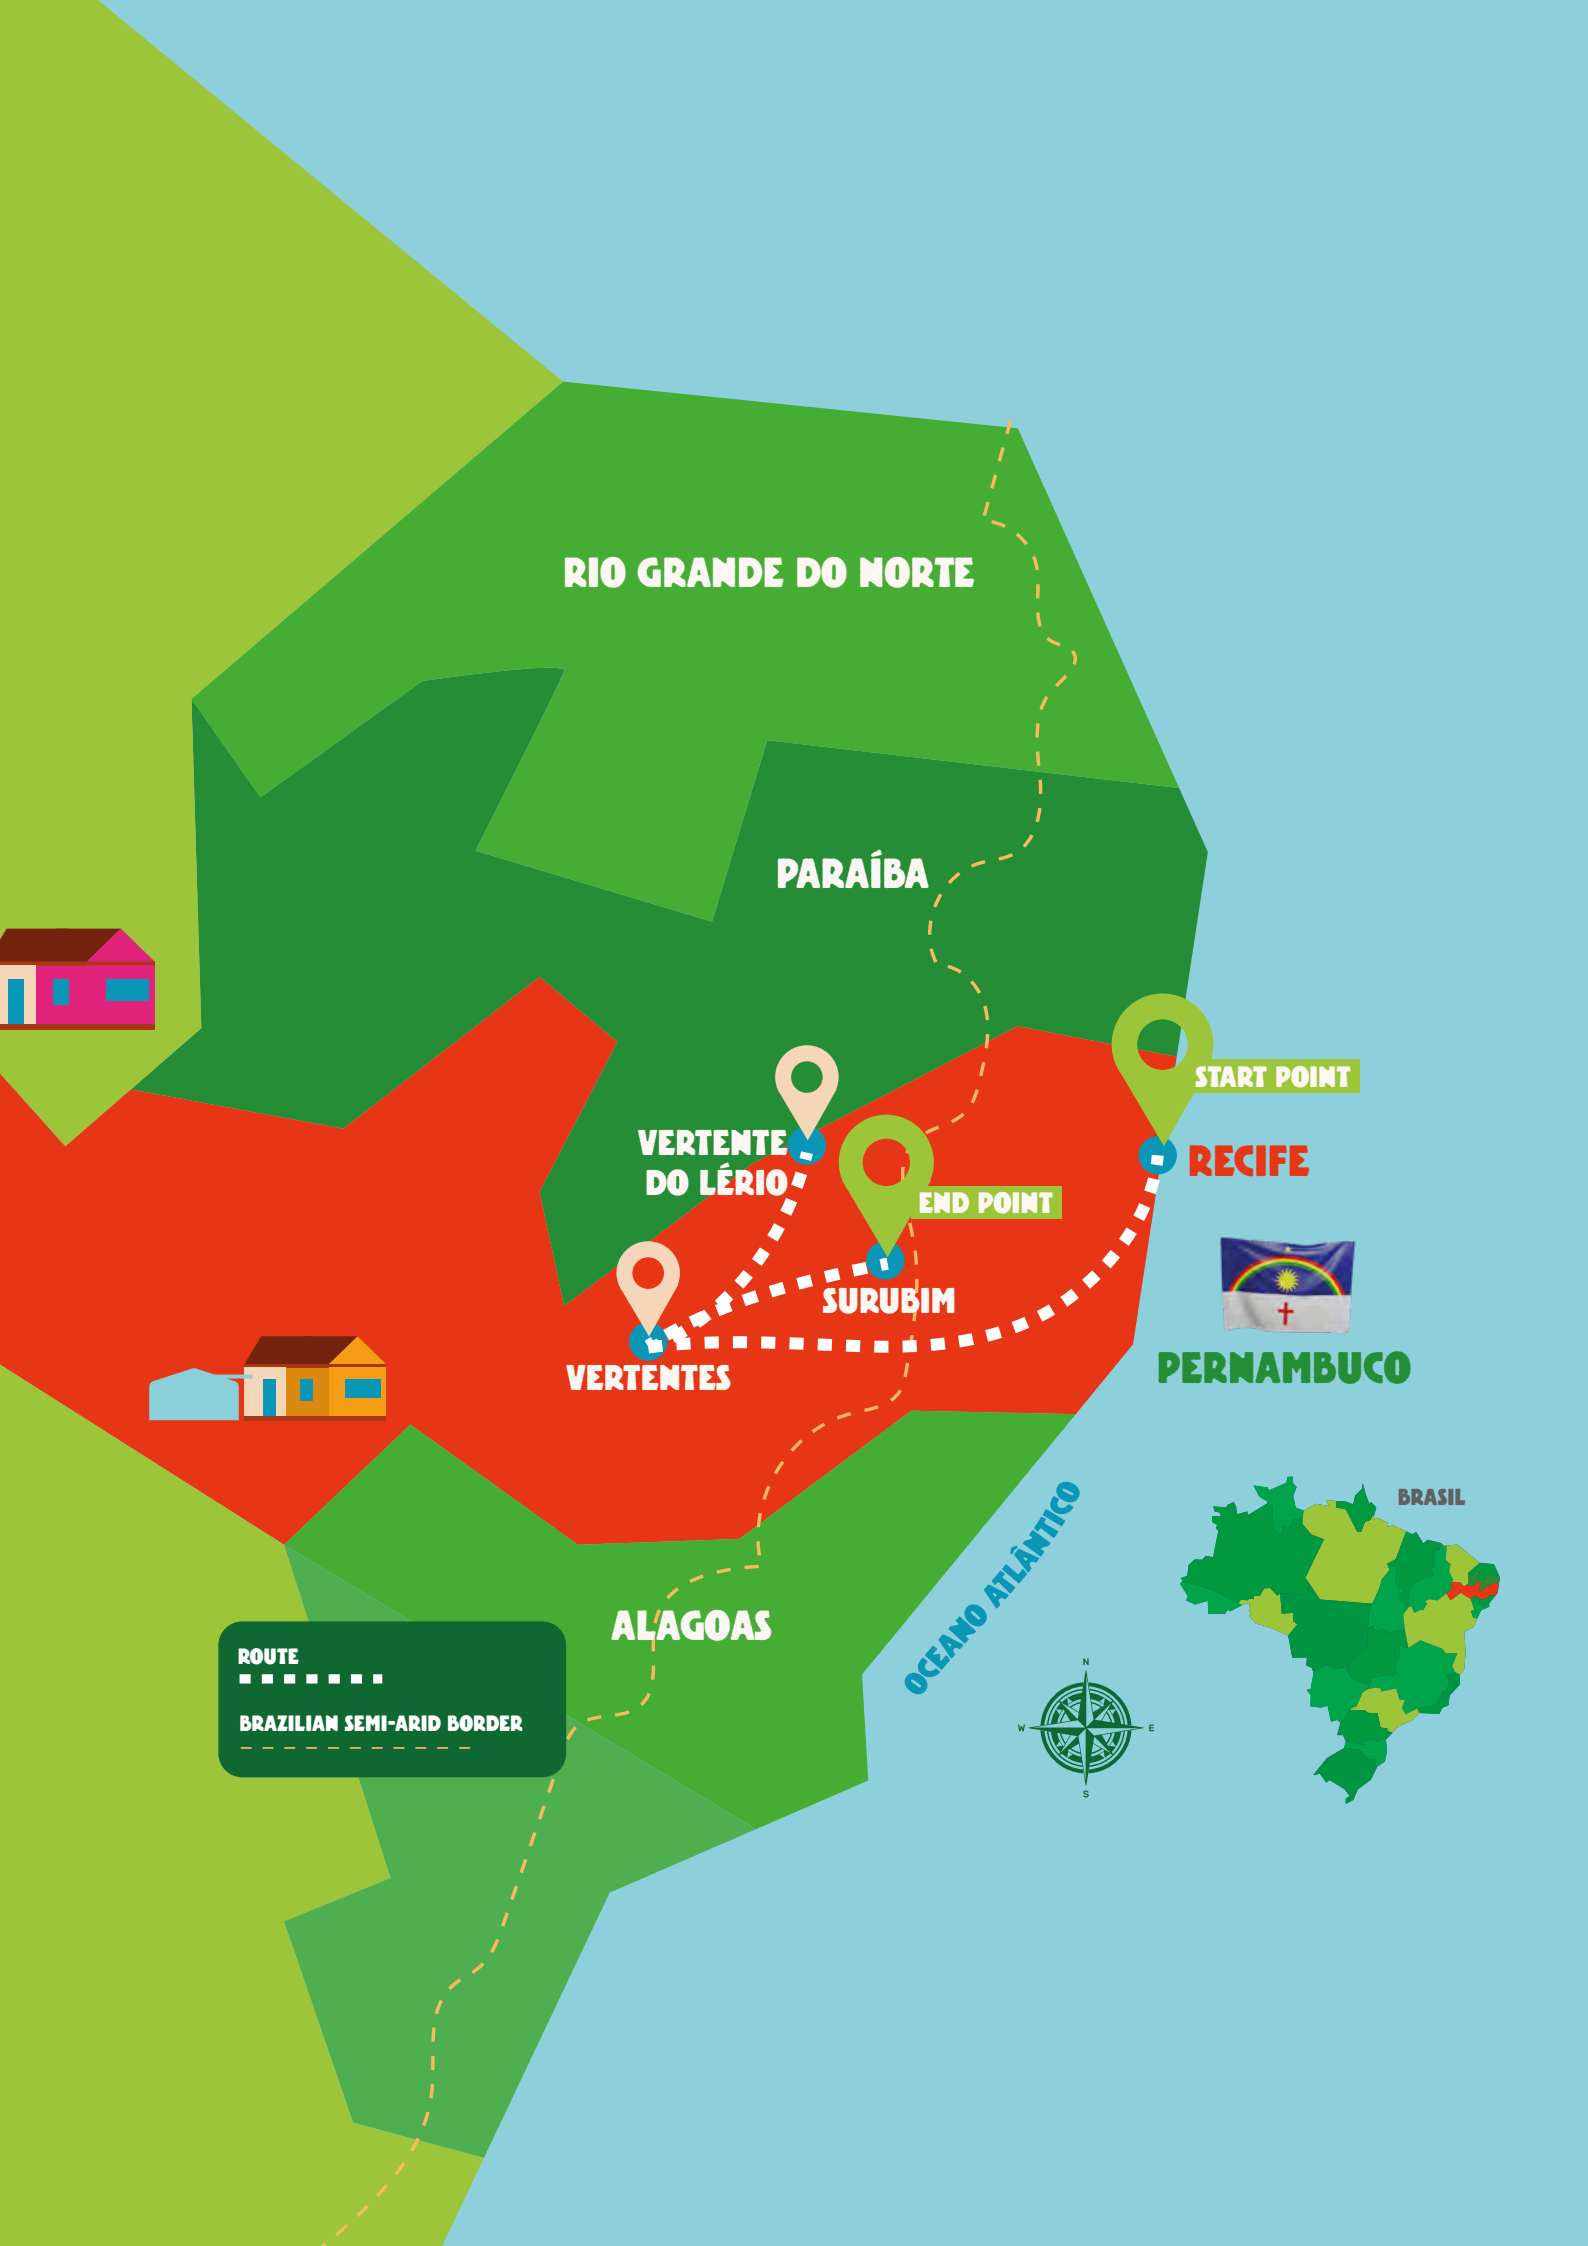 RIO GRANDE DO NORTE
PARAÍBA
START POINT
VERTENTE
DO LÉRIO
RECIFE
END POINT
SURUBIM
VERTENTES
PERNAMBUCO
BRASIL
OCEANO ATLÂNTICO
ALAGOAS
ROUTE
BRAZILIAN SEMI-ARID BORDER
N
W
E
S